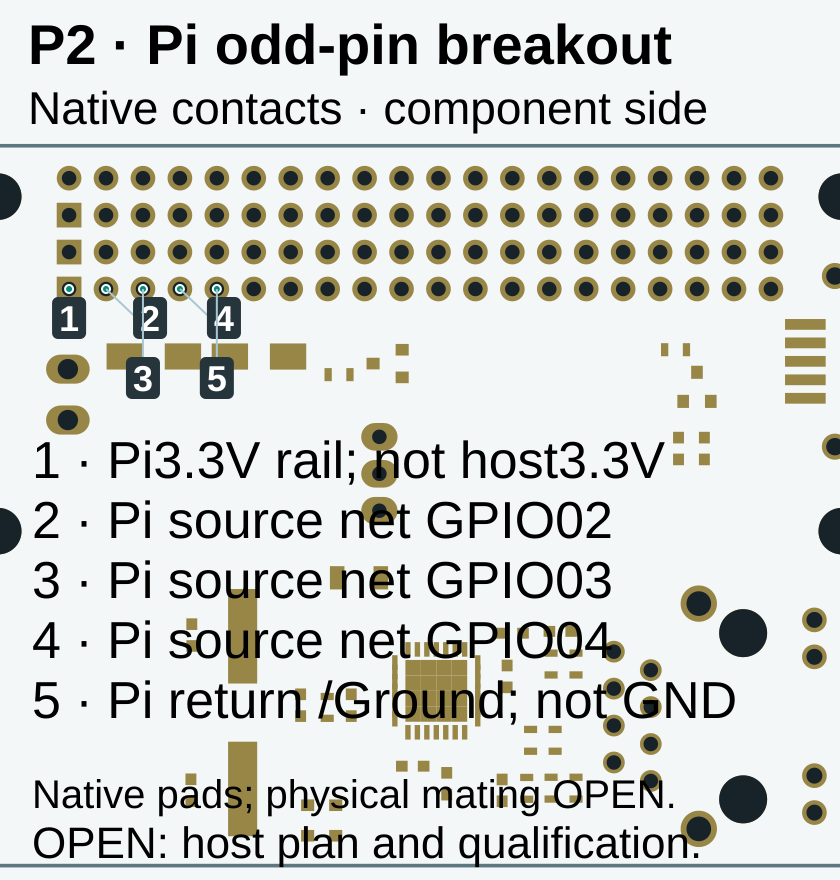 P2 · Pi odd-pin breakout
Native contacts · component side
1 2 4
3 5
1 · Pi3.3V rail; not host3.3V
2 · Pi source net GPIO02
3 · Pi source net GPIO03
4 · Pi source net GPIO04
5 · Pi return /Ground; not GND
Native pads; physical mating OPEN.
OPEN: host plan and qualification.